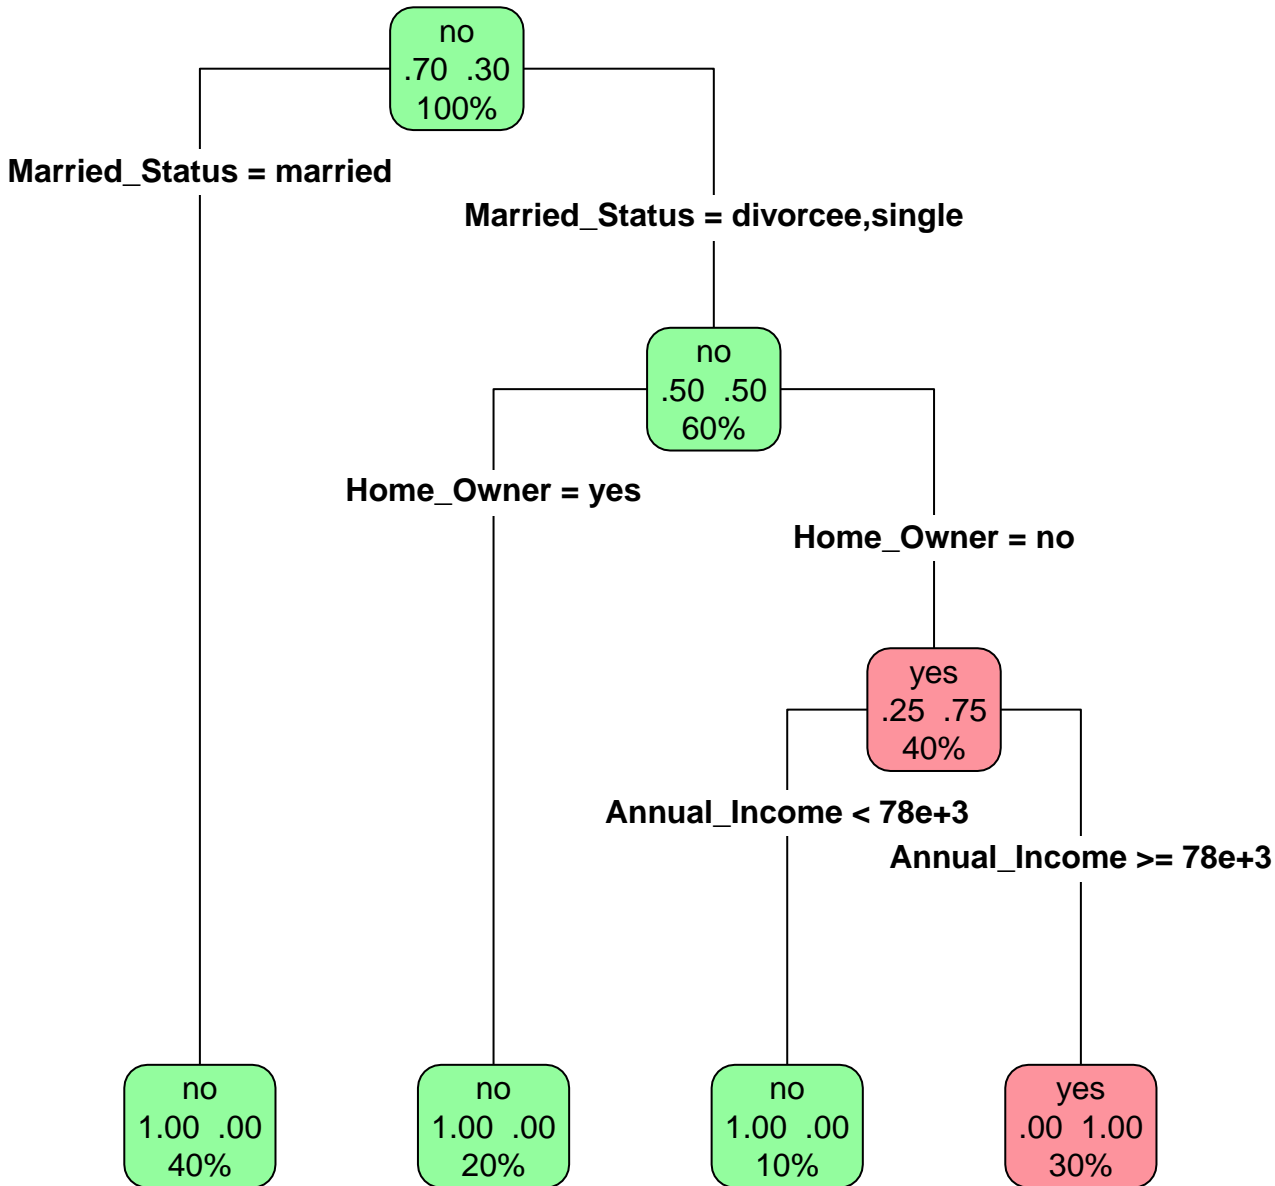 no
.70 .30
100%
Married_Status = married
Married_Status = divorcee,single
no
.50 .50
60%
Home_Owner = yes
Home_Owner = no
yes
.25 .75
40%
Annual_Income < 78e+3
Annual_Income >= 78e+3
no
1.00 .00
40%
no
1.00 .00
20%
no
1.00 .00
10%
yes
.00 1.00
30%